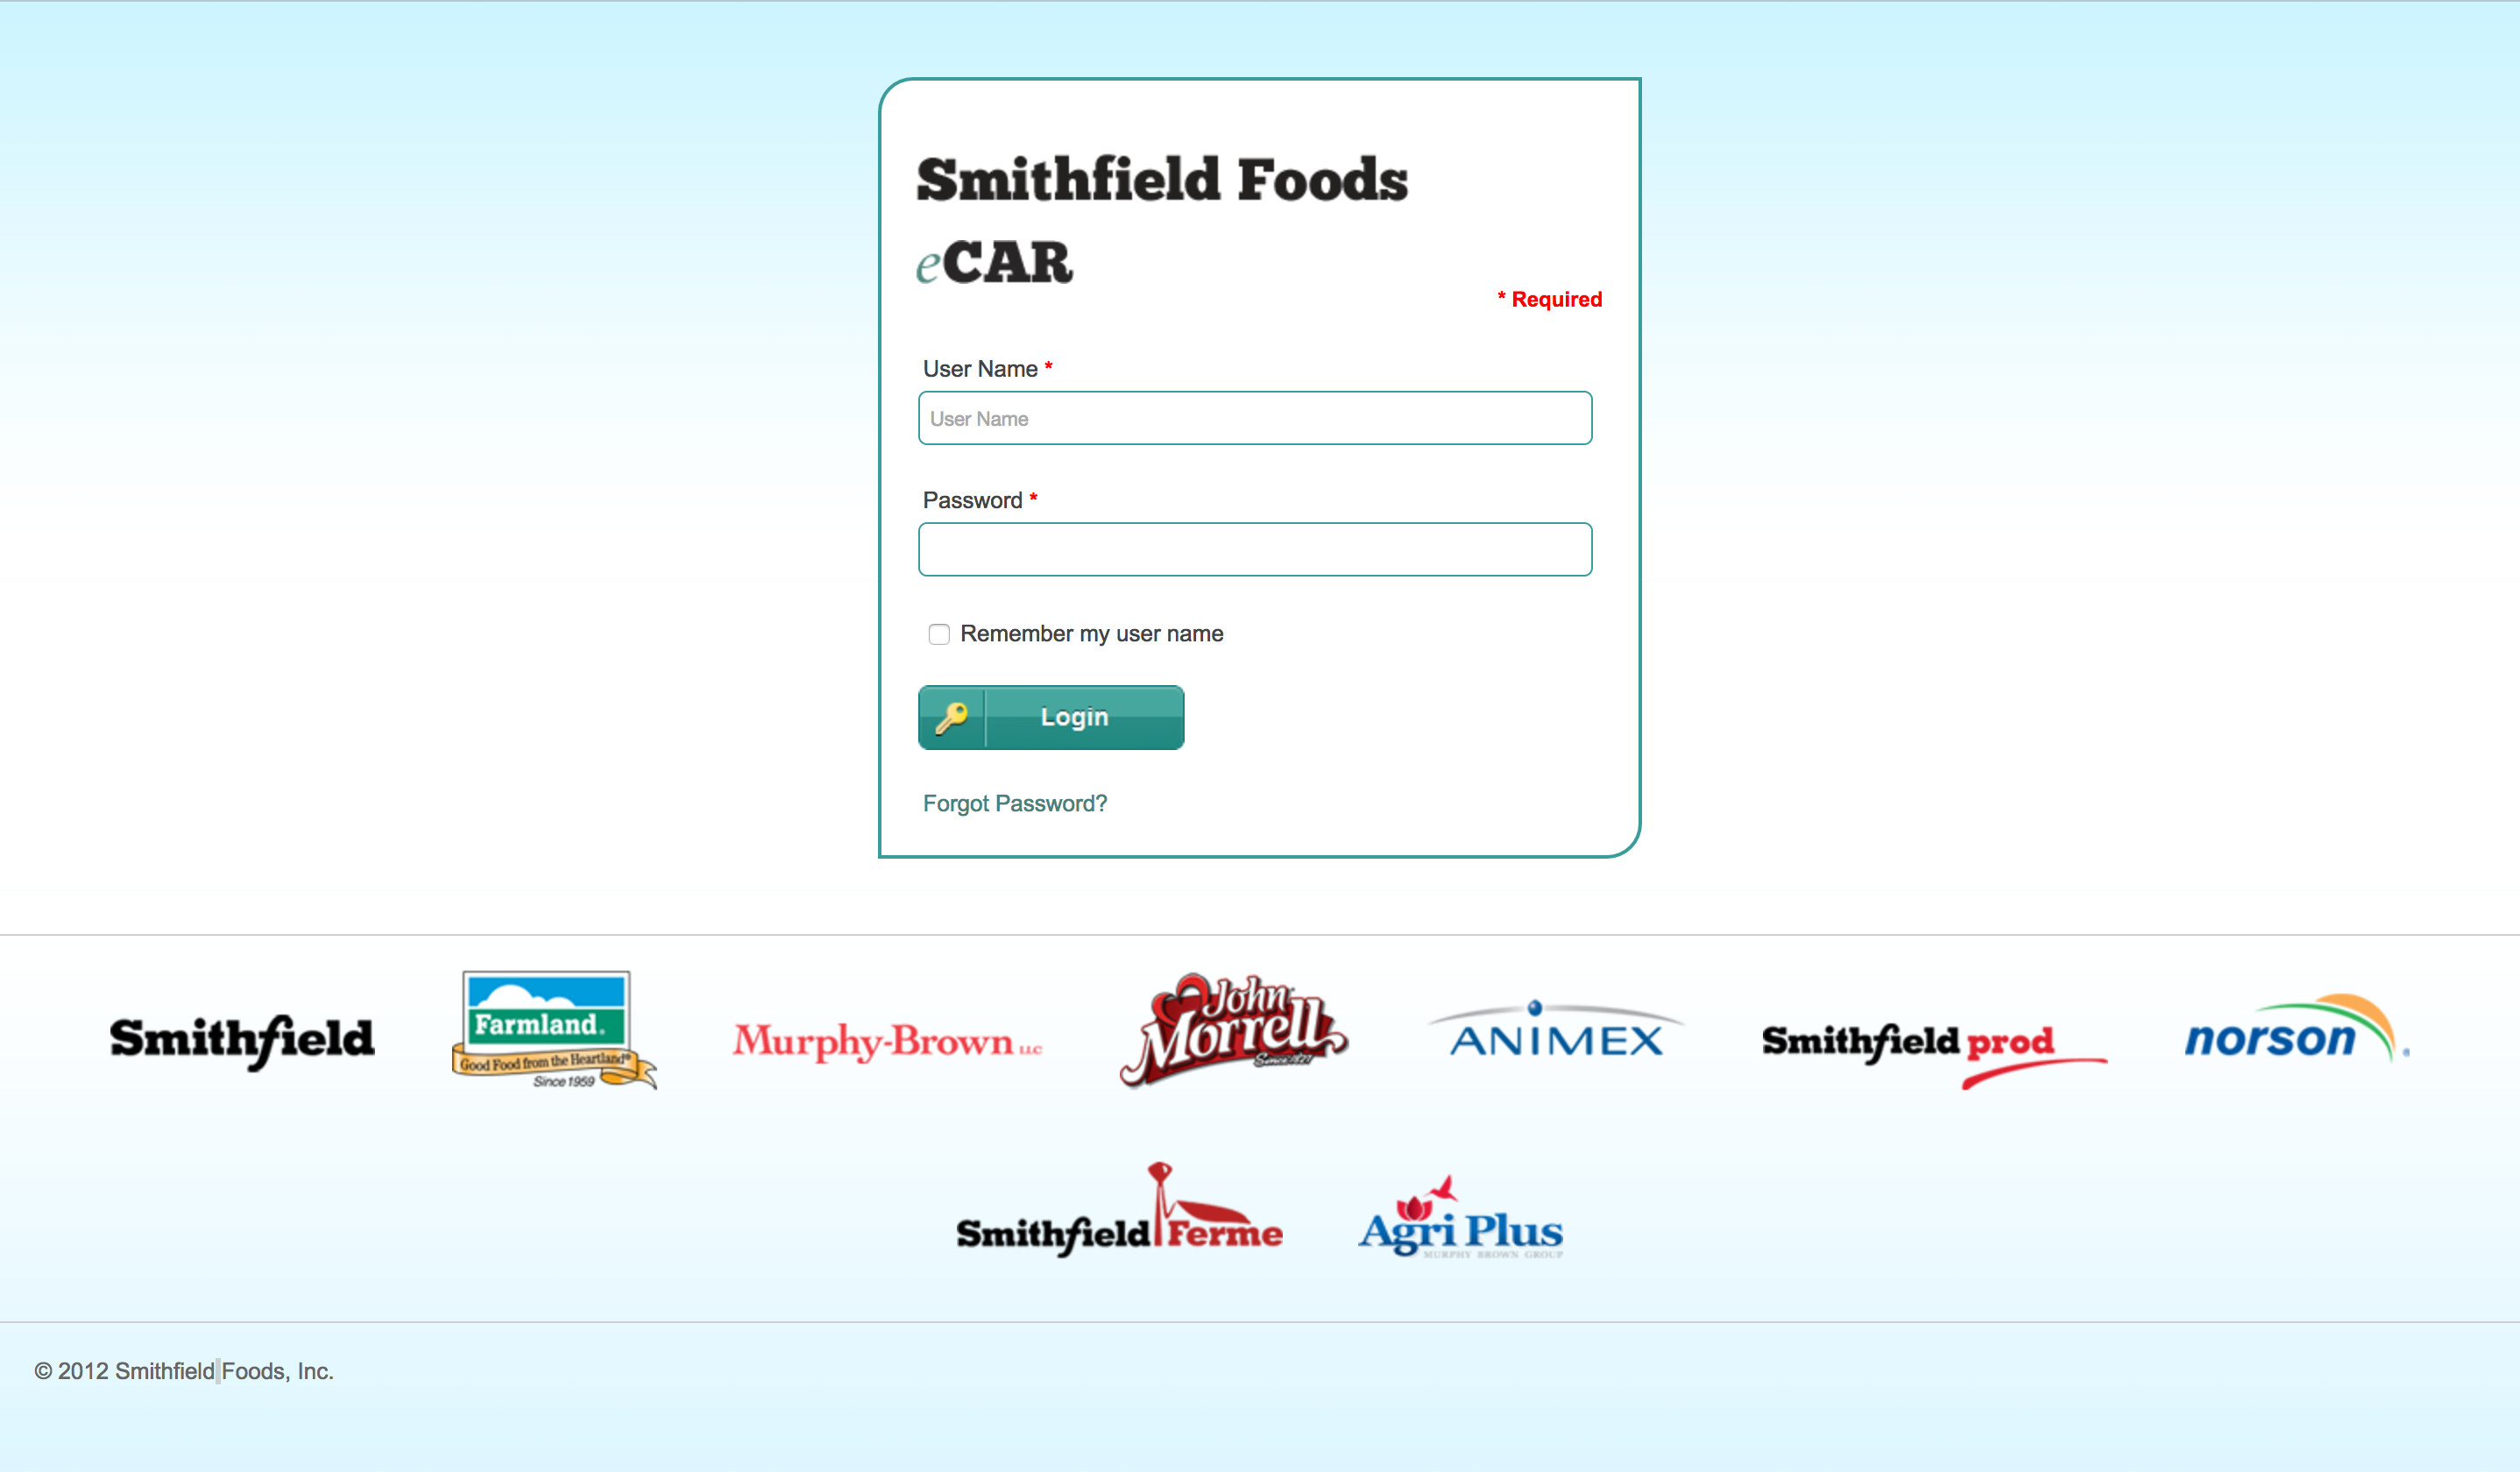 Smithfield Foods
eCAR
* Required
User Name *
User Name
Password *
Remember my user name
Login
Forgot Password?
Smithfield
Farmland.
Good Food from the Heartland®
Since 1959
Murphy-Brown LLC
John Morrell
ANIMEX
Smithfield prod
norson
Smithfield Ferme
Agri Plus
MURPHY BROWN GROUP
© 2012 Smithfield Foods, Inc.